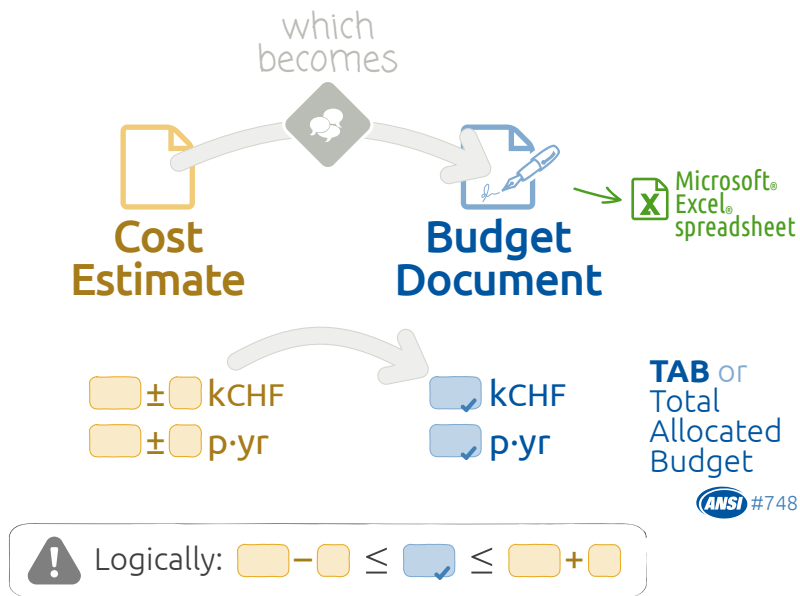 which
becomes
Cost
Estimate
Budget
Document
X
Microsoft®
Excel®
spreadsheet
± kCHF
± p·yr
kCHF
p·yr
TAB or
Total
Allocated
Budget
ANSI #748
Logically: − ≤ ≤ +